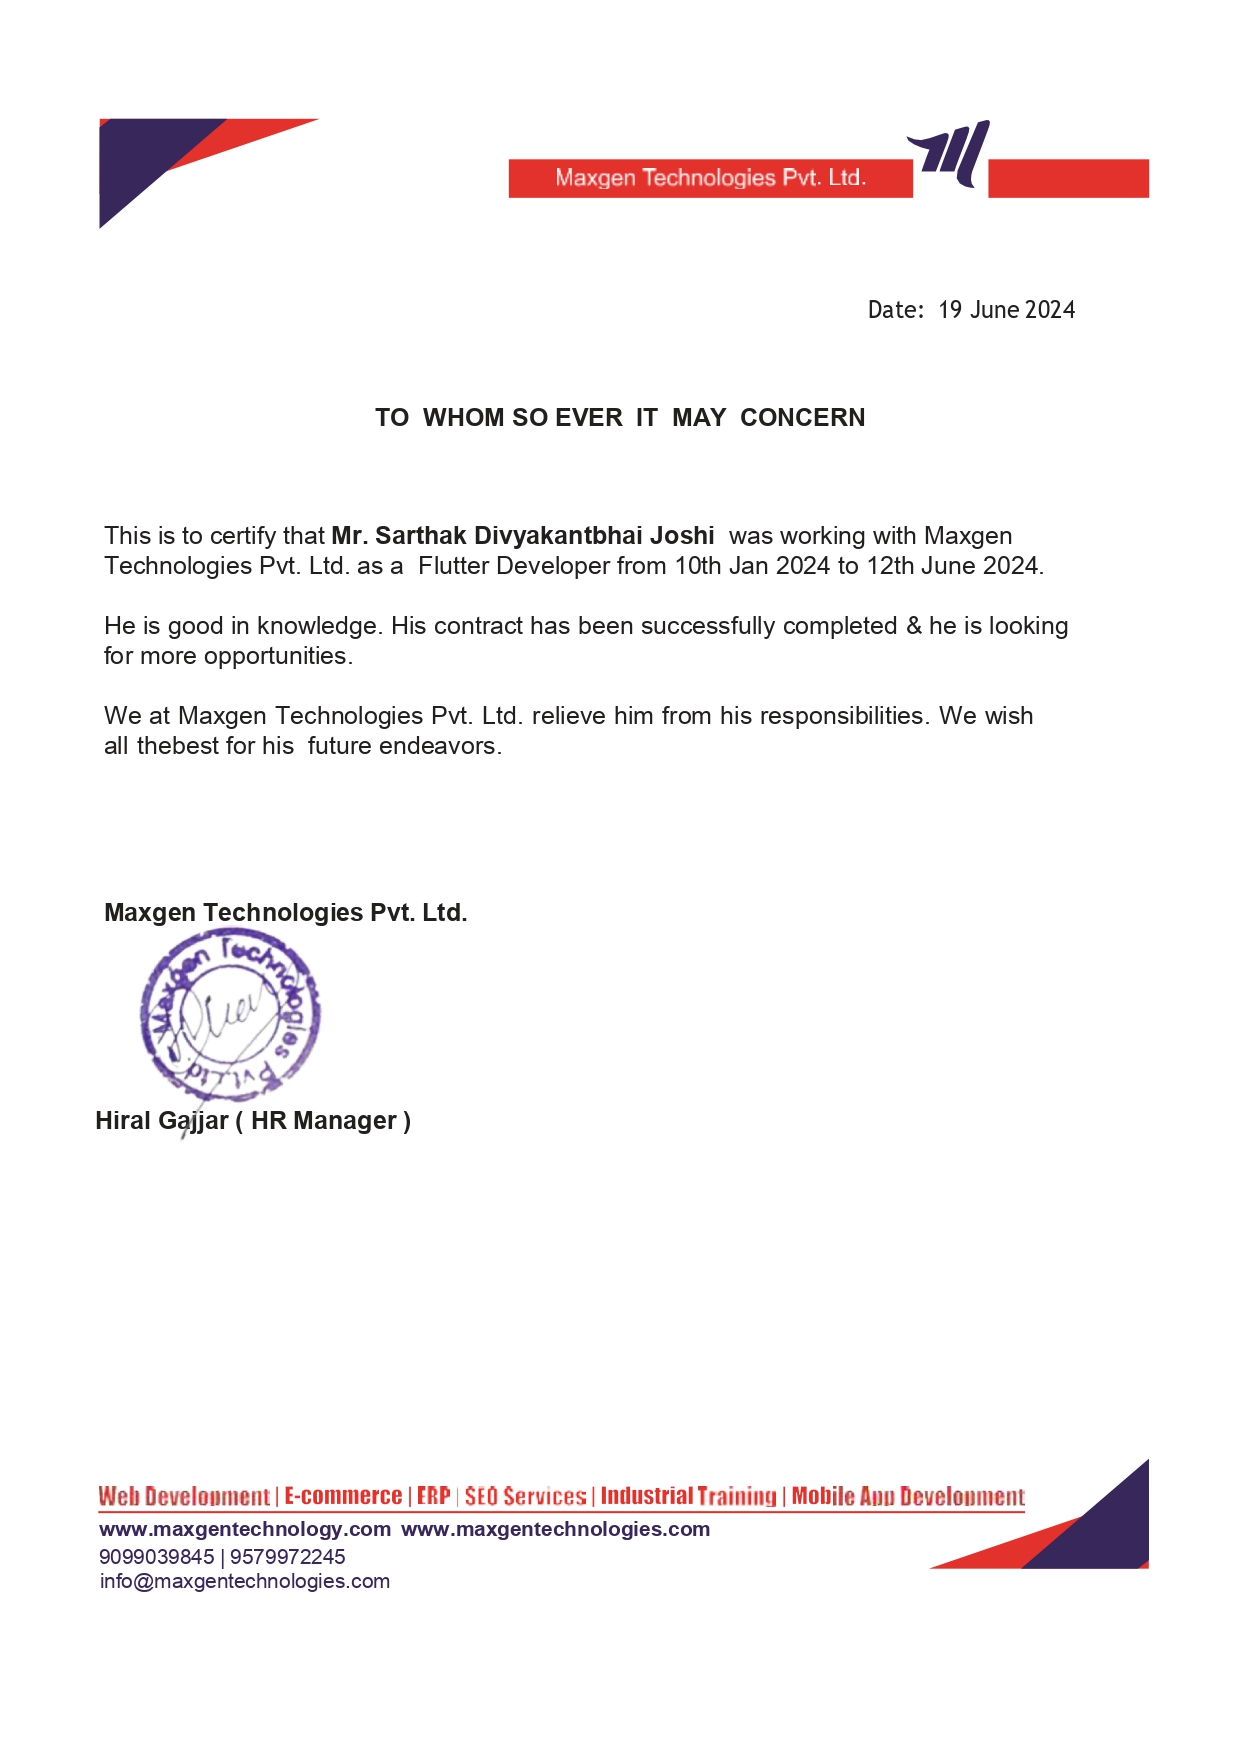 Maxgen Technologies Pvt. Ltd.
Date: 19 June 2024
TO WHOM SO EVER IT MAY CONCERN
This is to certify that Mr. Sarthak Divyakantbhai Joshi was working with Maxgen
Technologies Pvt. Ltd. as a Flutter Developer from 10th Jan 2024 to 12th June 2024.
He is good in knowledge. His contract has been successfully completed & he is looking
for more opportunities.
We at Maxgen Technologies Pvt. Ltd. relieve him from his responsibilities. We wish
all thebest for his future endeavors.
Maxgen Technologies Pvt. Ltd.
Maxgen Technologies Pvt. Ltd.
Hiral Gajjar ( HR Manager )
Web Development | E-commerce | ERP | SEO Services | Industrial Training | Mobile App Development
www.maxgentechnology.com www.maxgentechnologies.com
9099039845 | 9579972245
info@maxgentechnologies.com